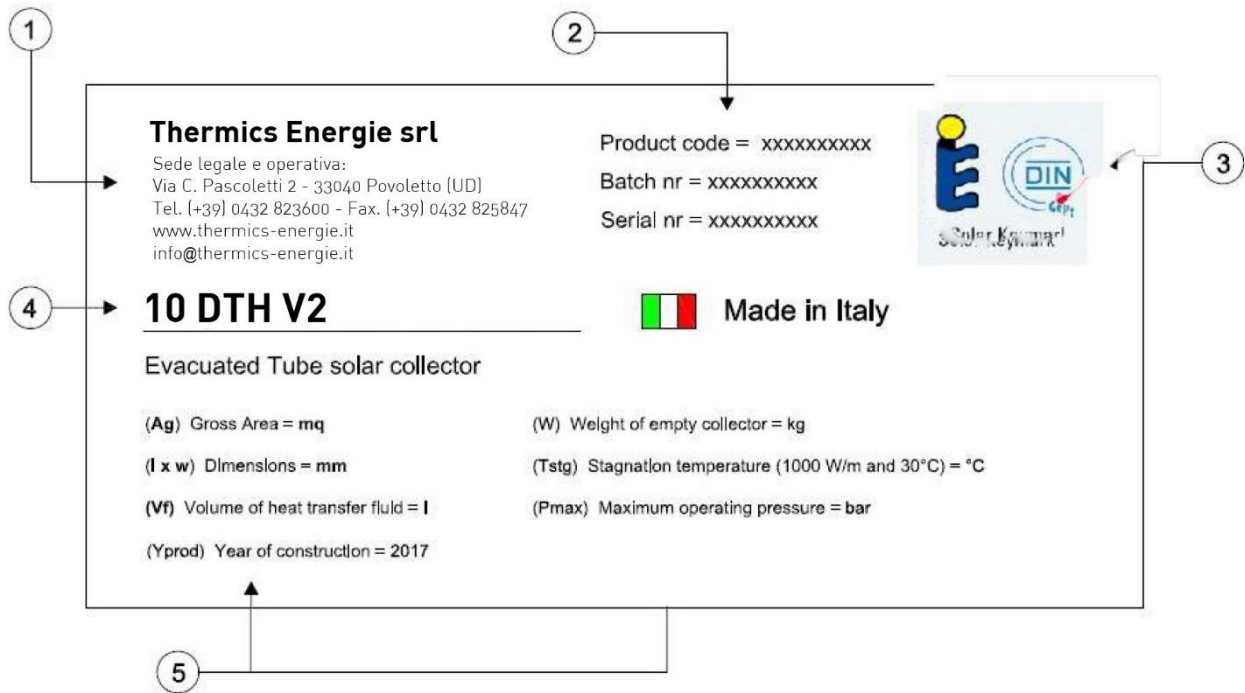 1
2
Thermics Energie srl
Sede legale e operativa:
Via C. Pascoletti 2 - 33040 Povoletto (UD)
Tel. (+39) 0432 823600 - Fax. (+39) 0432 825847
www.thermics-energie.it
info@thermics-energie.it
Product code = xxxxxxxxxx
Batch nr = xxxxxxxxxx
Serial nr = xxxxxxxxxx
DIN
Solar
3
4
10 DTH V2
Made in Italy
Evacuated Tube solar collector
(Ag) Gross Area = mq
(l x w) Dimensions = mm
(Vf) Volume of heat transfer fluid = l
(Yprod) Year of construction = 2017
(W) Weight of empty collector = kg
(Tstg) Stagnation temperature (1000 W/m and 30°C) = °C
(Pmax) Maximum operating pressure = bar
5